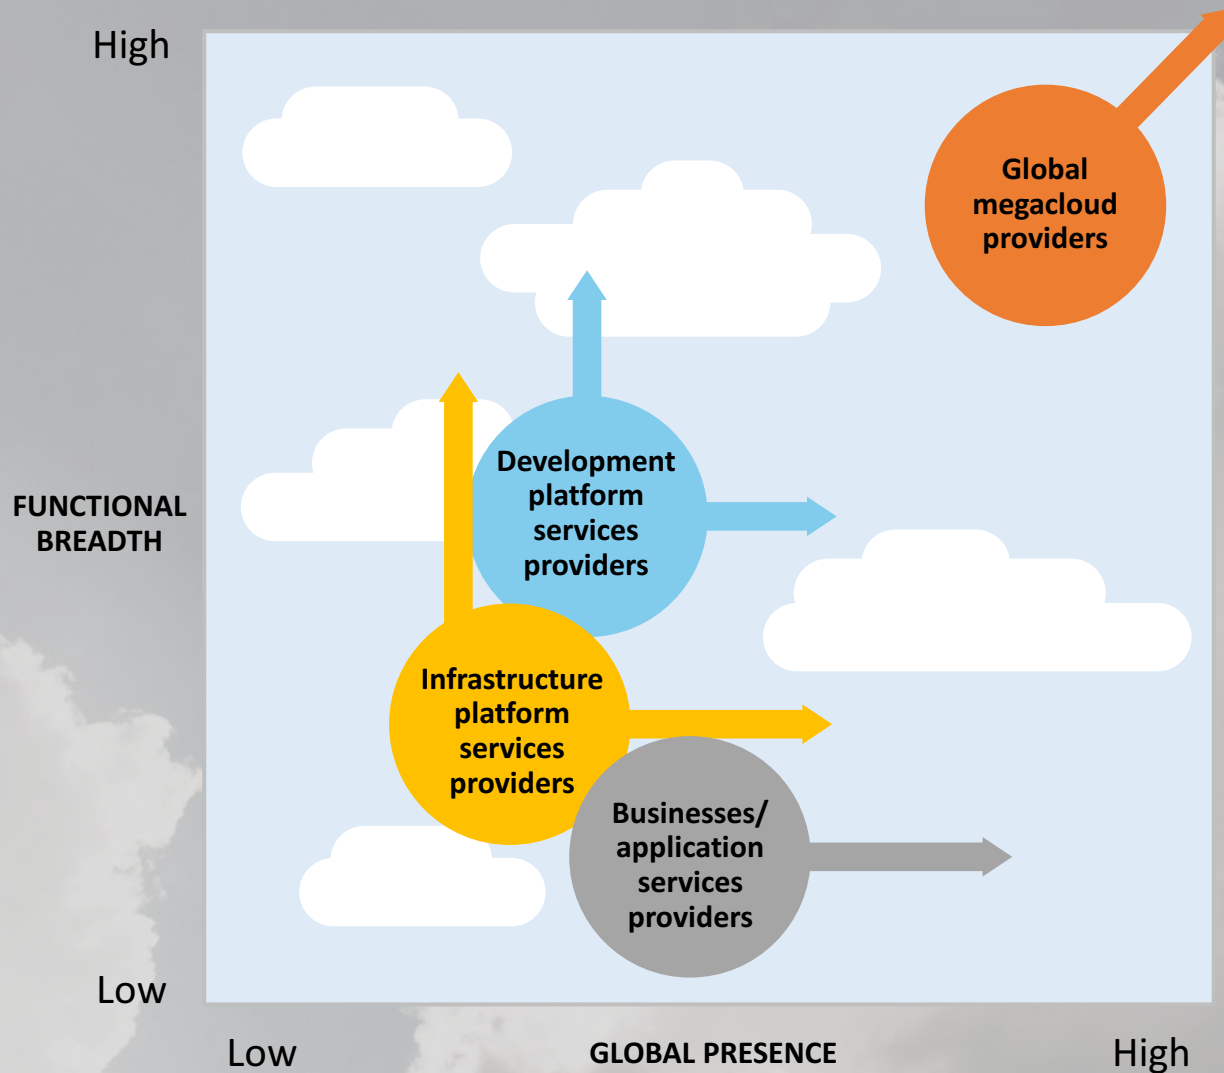 High
Global
megacloud
providers
Development
platform
services
providers
FUNCTIONAL
BREADTH
Infrastructure
platform
services
providers
Businesses/
application
services
providers
Low
Low
GLOBAL PRESENCE
High